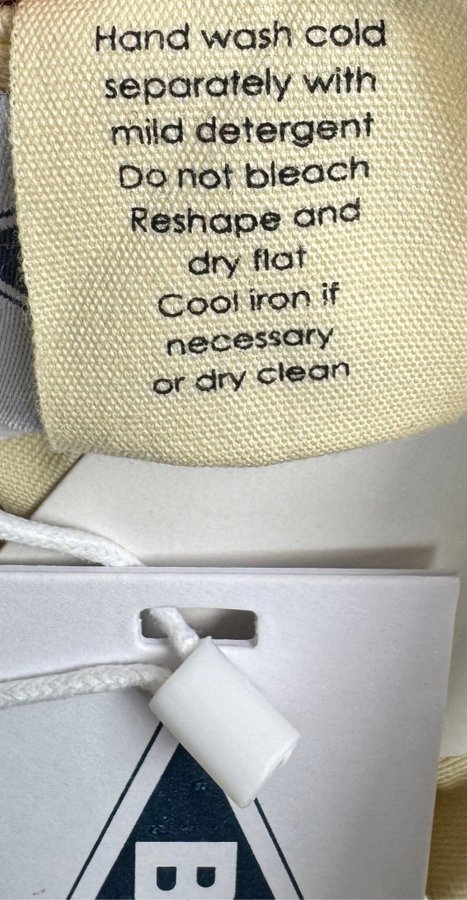 Hand wash cold
separately with
mild detergent
Do not bleach
Reshape and
dry flat
Cool iron if
necessary
or dry clean
B